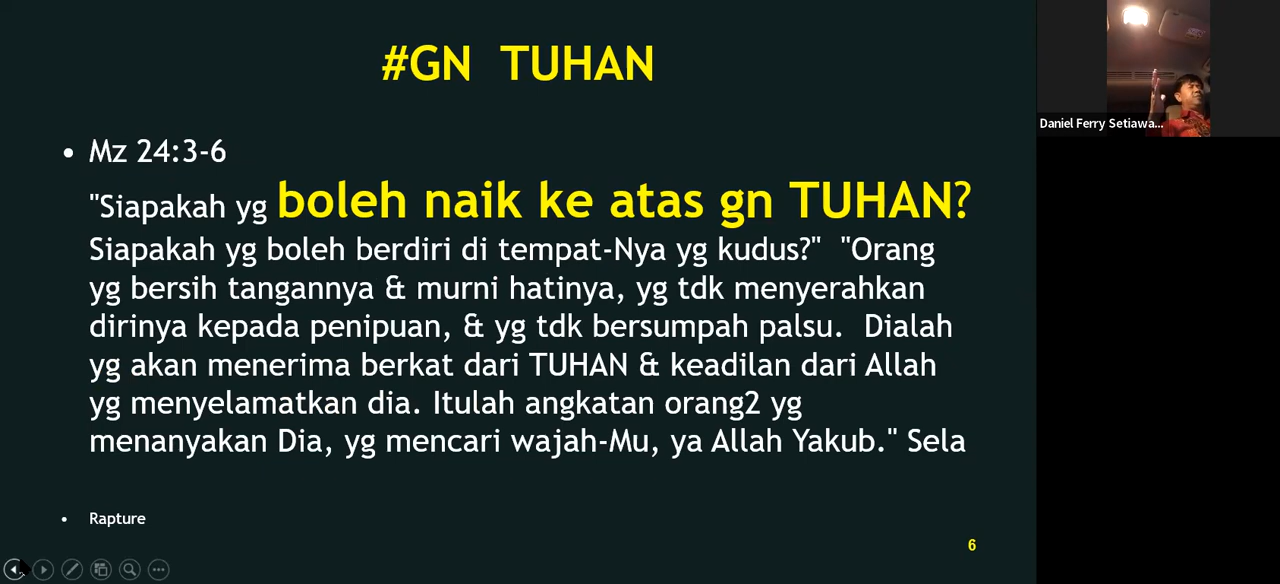 #GN TUHAN
• Mz 24:3-6
"Siapakah yg boleh naik ke atas gn TUHAN?
Siapakah yg boleh berdiri di tempat-Nya yg kudus?" "Orang
yg bersih tangannya & murni hatinya, yg tdk menyerahkan
dirinya kepada penipuan, & yg tdk bersumpah palsu. Dialah
yg akan menerima berkat dari TUHAN & keadilan dari Allah
yg menyelamatkan dia. Itulah angkatan orang2 yg
menanyakan Dia, yg mencari wajah-Mu, ya Allah Yakub." Sela
• Rapture
6
Daniel Ferry Setiawa...